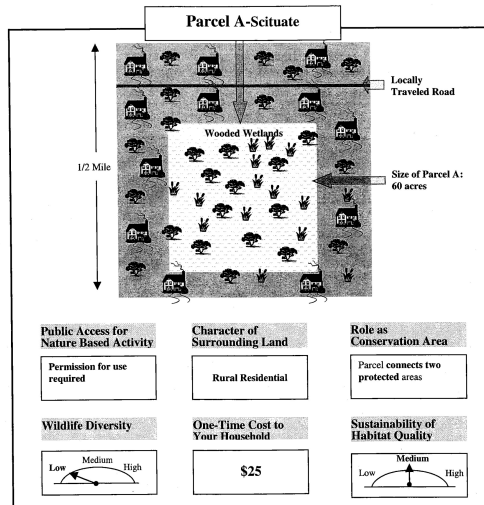 Parcel A-Scituate
Locally
Traveled Road
Wooded Wetlands
1/2 Mile
Size of Parcel A:
60 acres
Public Access for
Nature Based Activity
Permission for use
required
Character of
Surrounding Land
Rural Residential
Role as
Conservation Area
Parcel connects two
protected areas
Wildlife Diversity
Low
Medium
High
One-Time Cost to
Your Household
$25
Sustainability of
Habitat Quality
Low
Medium
High